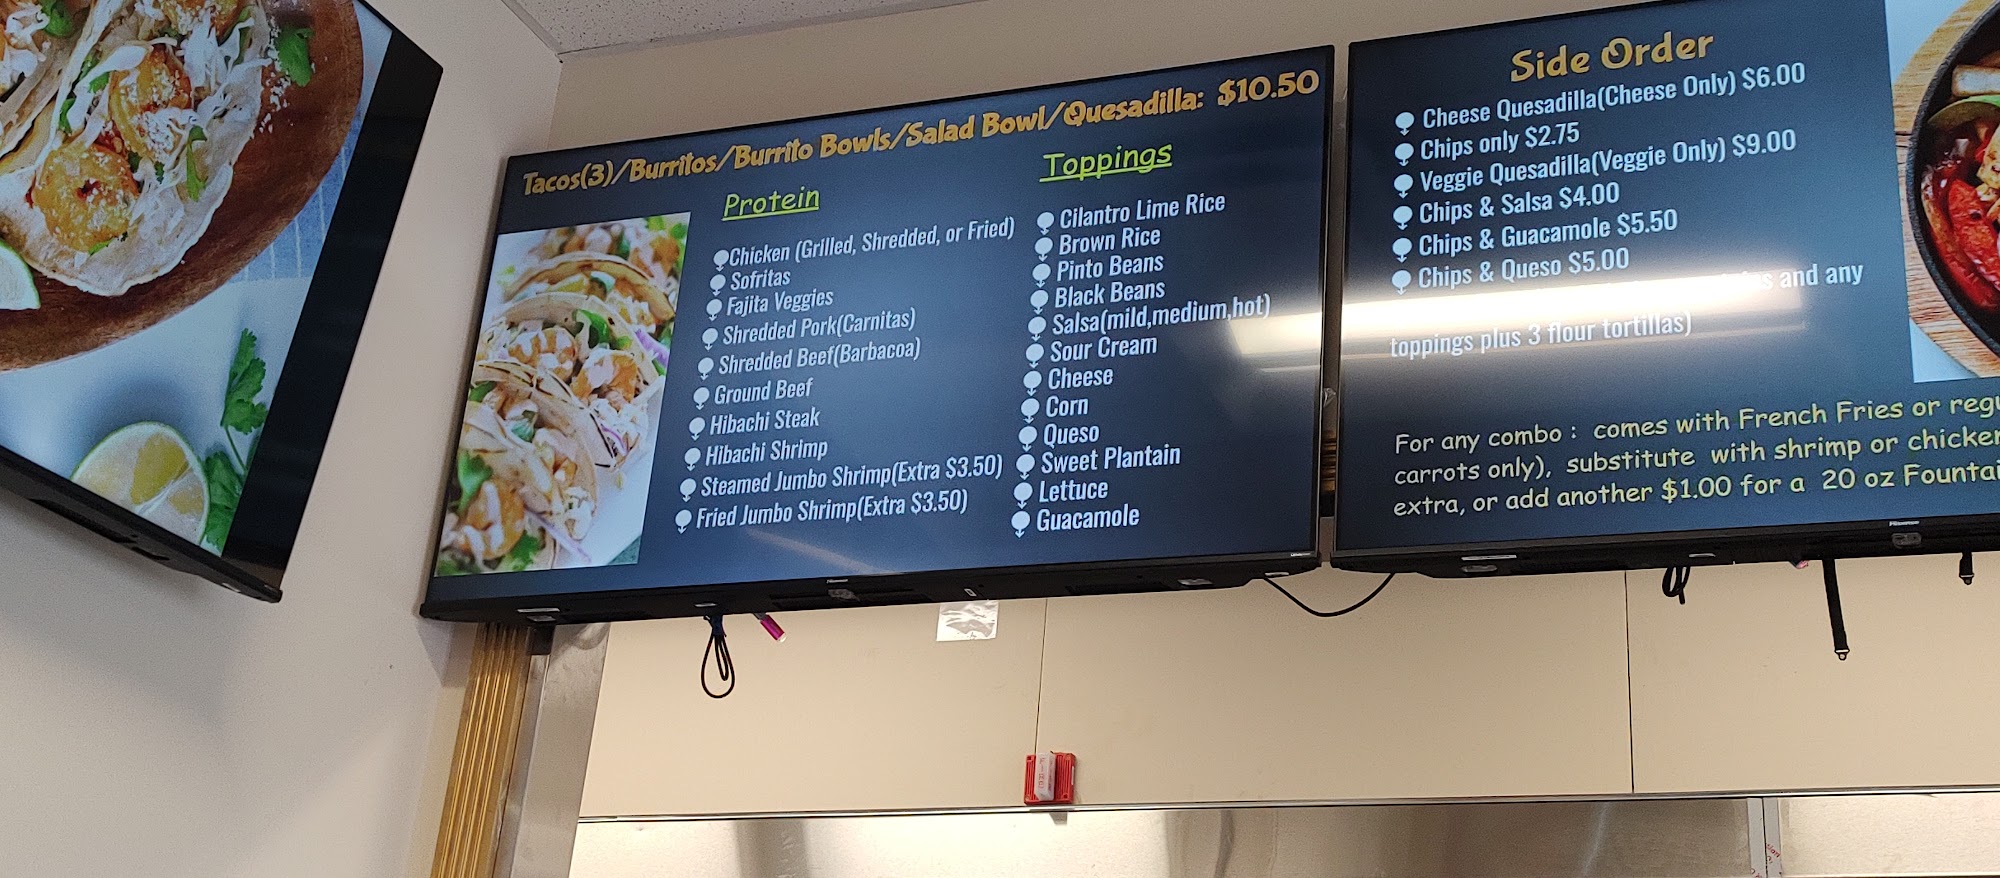 Tacos(3)/Burritos/Burrito Bowls/Salad Bowl/Quesadilla: $10.50
Protein
Chicken (Grilled, Shredded, or Fried)
Sofritas
Fajita Veggies
Shredded Pork(Carnitas)
Shredded Beef(Barbacoa)
Ground Beef
Hibachi Steak
Hibachi Shrimp
Steamed Jumbo Shrimp(Extra $3.50)
Fried Jumbo Shrimp(Extra $3.50)
Toppings
Cilantro Lime Rice
Brown Rice
Pinto Beans
Black Beans
Salsa(mild,medium,hot)
Sour Cream
Cheese
Corn
Queso
Sweet Plantain
Lettuce
Guacamole
Side Order
Cheese Quesadilla(Cheese Only) $6.00
Chips only $2.75
Veggie Quesadilla(Veggie Only) $9.00
Chips & Salsa $4.00
Chips & Guacamole $5.50
Chips & Queso $5.00
and any
toppings plus 3 flour tortillas)
For any combo : comes with French Fries or
carrots only), substitute with shrimp or
extra, or add another $1.00 for a 20 oz
Hisense
Hisense